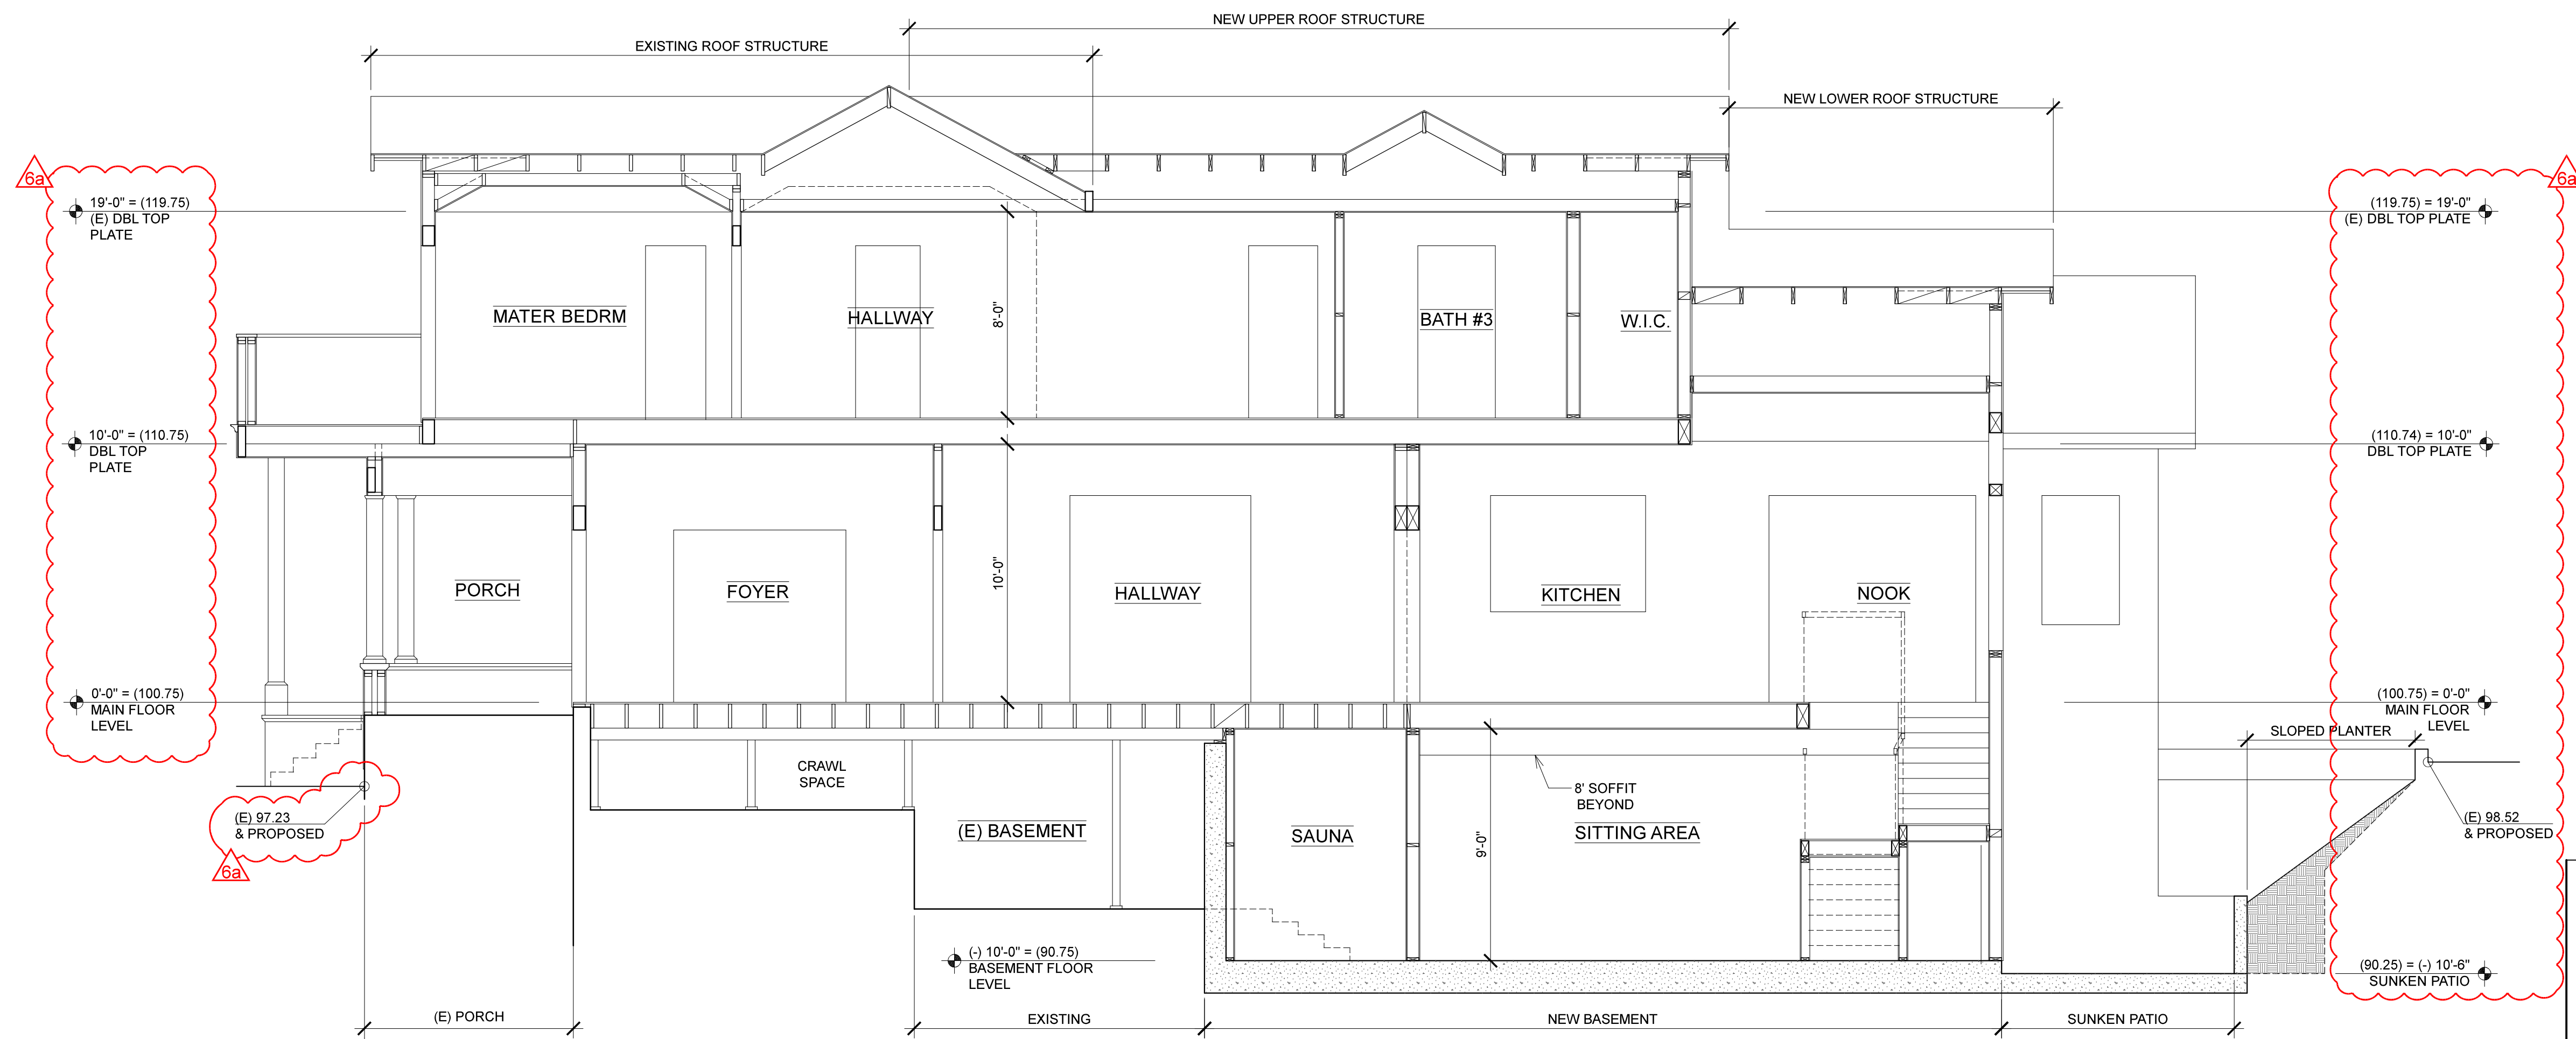 NEW UPPER ROOF STRUCTURE
EXISTING ROOF STRUCTURE
NEW LOWER ROOF STRUCTURE
6a
19'-0" = (119.75)
(E) DBL TOP
PLATE
10'-0" = (110.75)
DBL TOP
PLATE
0'-0" = (100.75)
MAIN FLOOR
LEVEL
(E) 97.23
& PROPOSED
6a
MATER BEDRM
HALLWAY
8'-0"
BATH #3
W.I.C.
PORCH
FOYER
10'-0"
HALLWAY
KITCHEN
NOOK
CRAWL
SPACE
(E) BASEMENT
SAUNA
9'-0"
8' SOFFIT
BEYOND
SITTING AREA
(-) 10'-0" = (90.75)
BASEMENT FLOOR
LEVEL
6a
(119.75) = 19'-0"
(E) DBL TOP PLATE
(110.74) = 10'-0"
DBL TOP PLATE
(100.75) = 0'-0"
MAIN FLOOR
LEVEL
SLOPED PLANTER
(E) 98.52
& PROPOSED
(90.25) = (-) 10'-6"
SUNKEN PATIO
(E) PORCH
EXISTING
NEW BASEMENT
SUNKEN PATIO